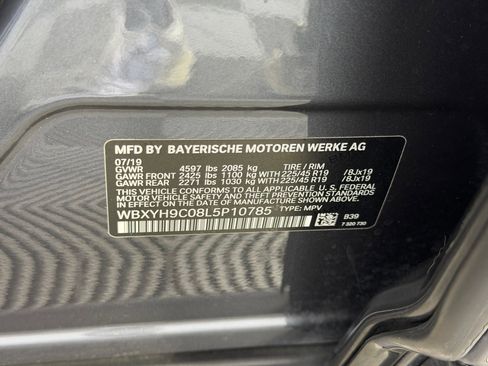 MFD BY BAYERISCHE MOTOREN WERKE AG
07/19
GVWR 4597 lbs 2085 kg TIRE / RIM
GAWR FRONT 2425 lbs 1100 kg WITH 225/45 R19 /8Jx19
GAWR REAR 2271 lbs 1030 kg WITH 225/45 R19 /8Jx19
THIS VEHICLE CONFORMS TO ALL APPLICABLE FEDERAL
MOTOR VEHICLE SAFETY AND THEFT PREVENTION
STANDARDS IN EFFECT ON THE DATE OF MANUFACTURE SHOWN ABOVE.
WBXYH9C08L5P10785 TYPE: MPV
B39
7 320 730